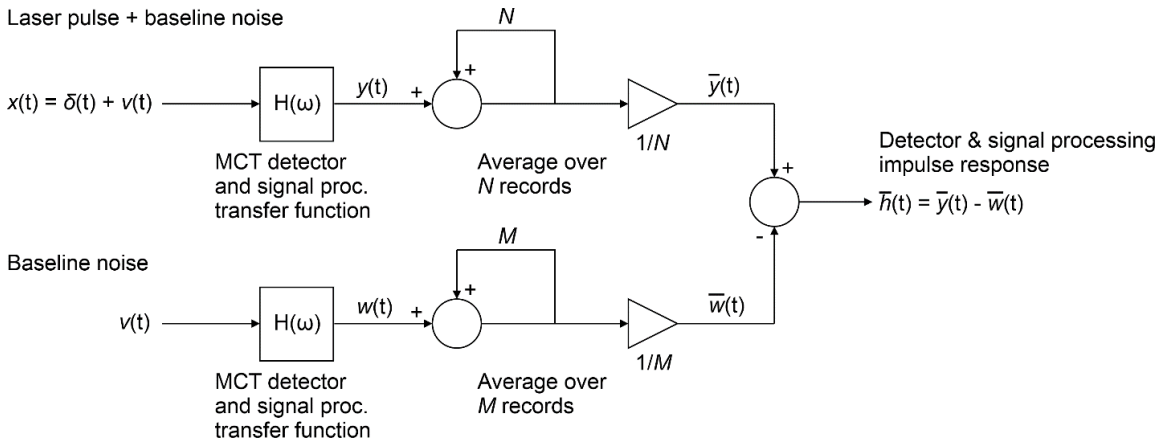 Laser pulse + baseline noise
N
x(t) = δ(t) + v(t)
H(ω)
y(t)
+
+
1/N
y̅(t)
MCT detector
and signal proc.
transfer function
Average over
N records
+
-
Detector & signal processing
impulse response
h̅(t) = y̅(t) - w̅(t)
Baseline noise
M
v(t)
H(ω)
w(t)
+
+
1/M
w̅(t)
MCT detector
and signal proc.
transfer function
Average over
M records